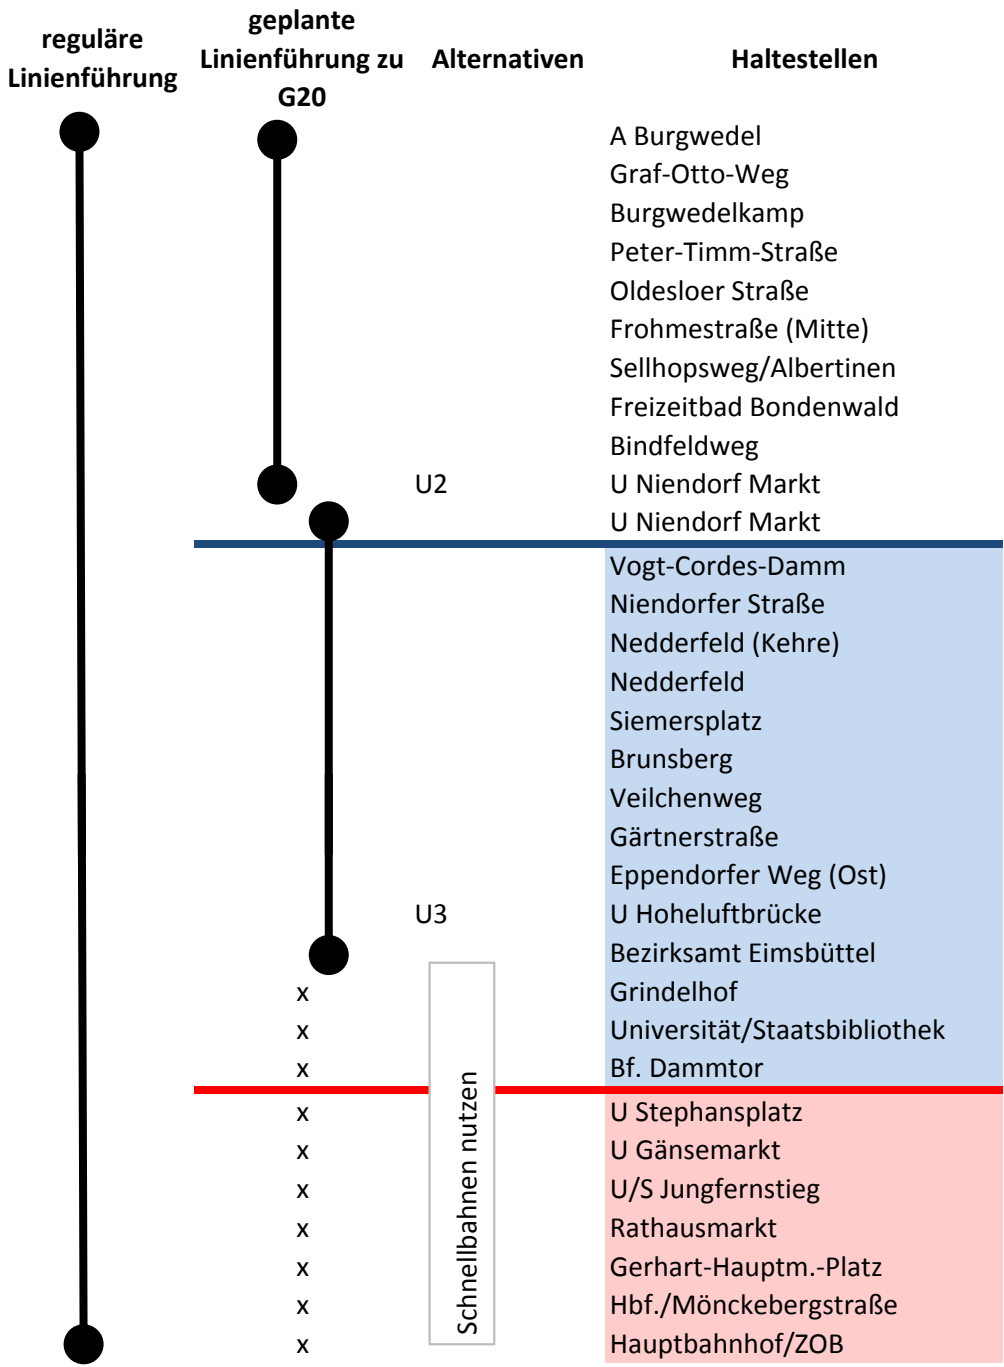 reguläre
Linienführung
geplante
Linienführung zu
G20
Alternativen
Haltestellen
A Burgwedel
Graf-Otto-Weg
Burgwedelkamp
Peter-Timm-Straße
Oldesloer Straße
Frohmestraße (Mitte)
Sellhopsweg/Albertinen
Freizeitbad Bondenwald
Bindfeldweg
U2 U Niendorf Markt
U Niendorf Markt
Vogt-Cordes-Damm
Niendorfer Straße
Nedderfeld (Kehre)
Nedderfeld
Siemersplatz
Brunsberg
Veilchenweg
Gärtnerstraße
Eppendorfer Weg (Ost)
U3 U Hoheluftbrücke
Bezirksamt Eimsbüttel
x Grindelhof
x Universität/Staatsbibliothek
x Bf. Dammtor
x U Stephansplatz
x U Gänsemarkt
x U/S Jungfernstieg
x Rathausmarkt
x Gerhart-Hauptm.-Platz
x Hbf./Mönckebergstraße
x Hauptbahnhof/ZOB
Schnellbahnen nutzen